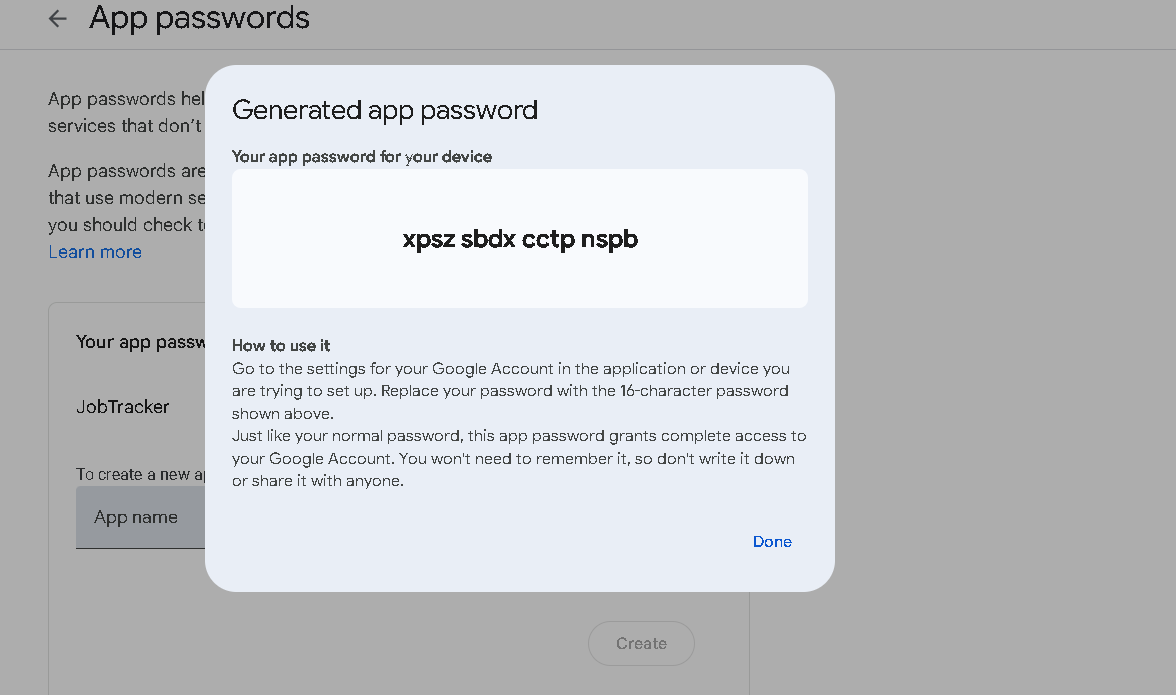 App passwords
App passwords hel
services that don't
App passwords are
that use modern se
you should check t
Learn more
Your app passw
JobTracker
To create a new a
App name
Create
Generated app password
Your app password for your device
xpsz sbdx cctp nspb
How to use it
Go to the settings for your Google Account in the application or device you
are trying to set up. Replace your password with the 16-character password
shown above.
Just like your normal password, this app password grants complete access to
your Google Account. You won't need to remember it, so don't write it down
or share it with anyone.
Done